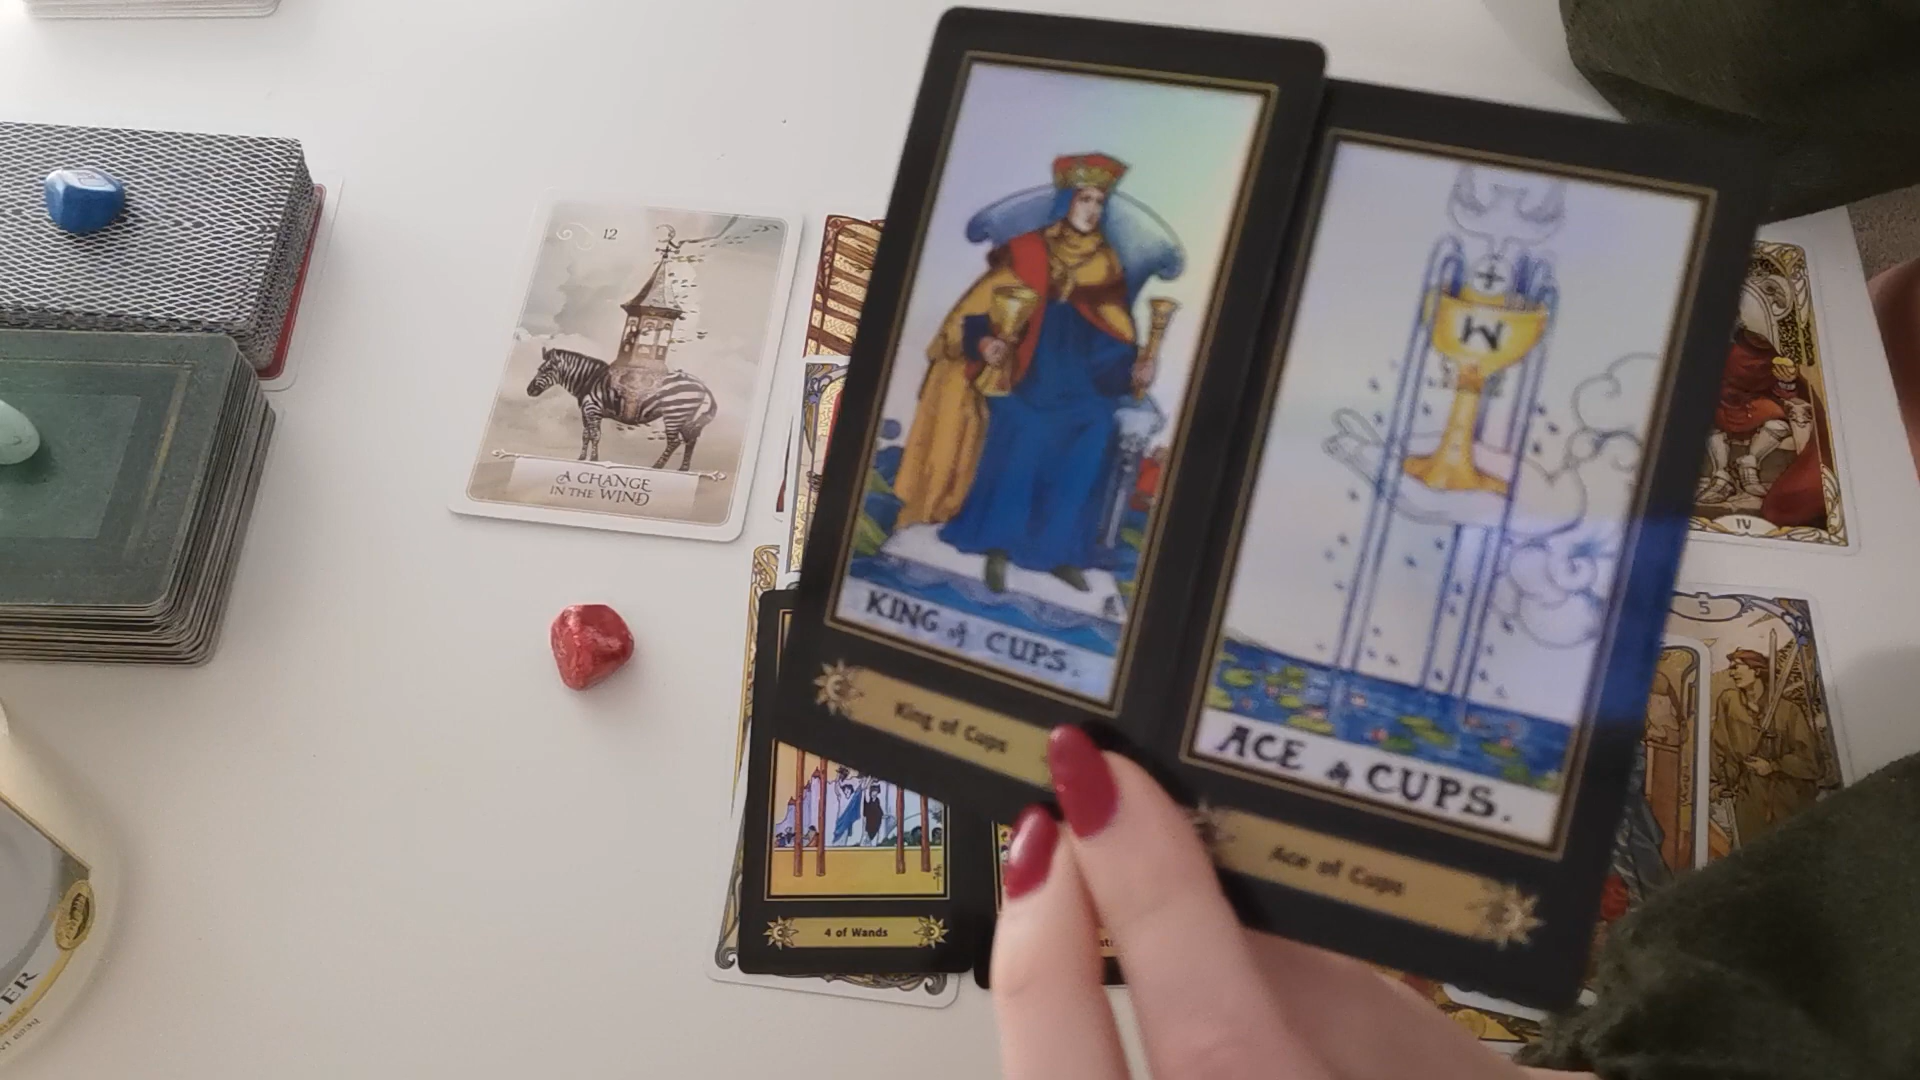 12
A CHANGE
IN THE WIND
KING of CUPS.
King of Cups
W
ACE of CUPS.
Ace of Cups
4 of Wands
IV
5